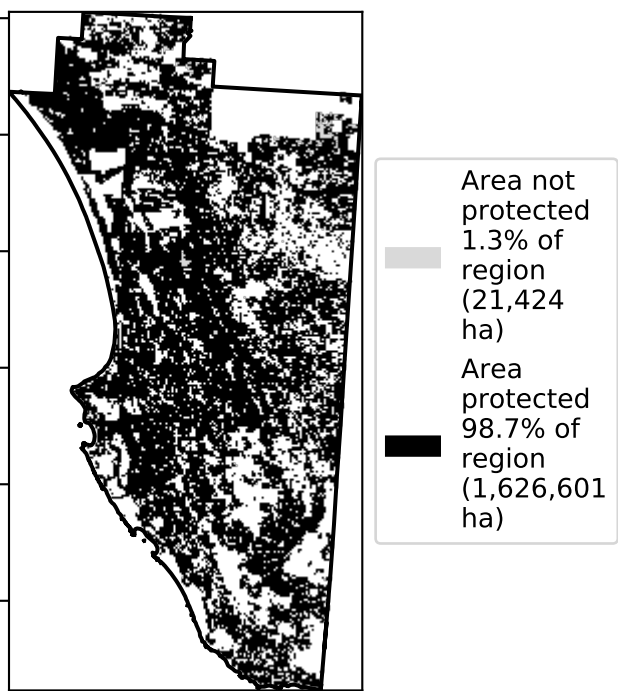 Area not
protected
1.3% of
region
(21,424
ha)
Area
protected
98.7% of
region
(1,626,601
ha)